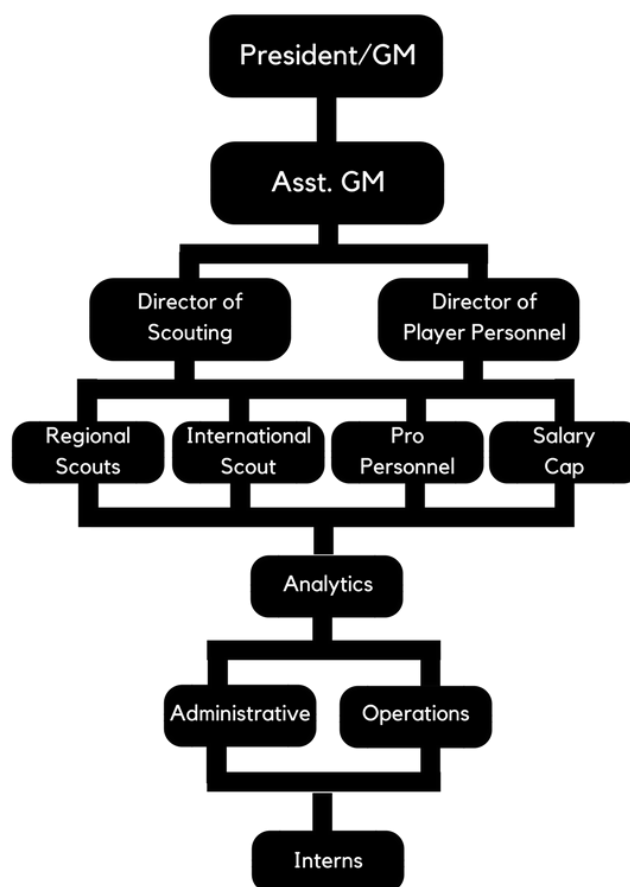 President/GM
Asst. GM
Director of
Scouting
Director of
Player Personnel
Regional
Scouts
International
Scout
Pro
Personnel
Salary
Cap
Analytics
Administrative
Operations
Interns